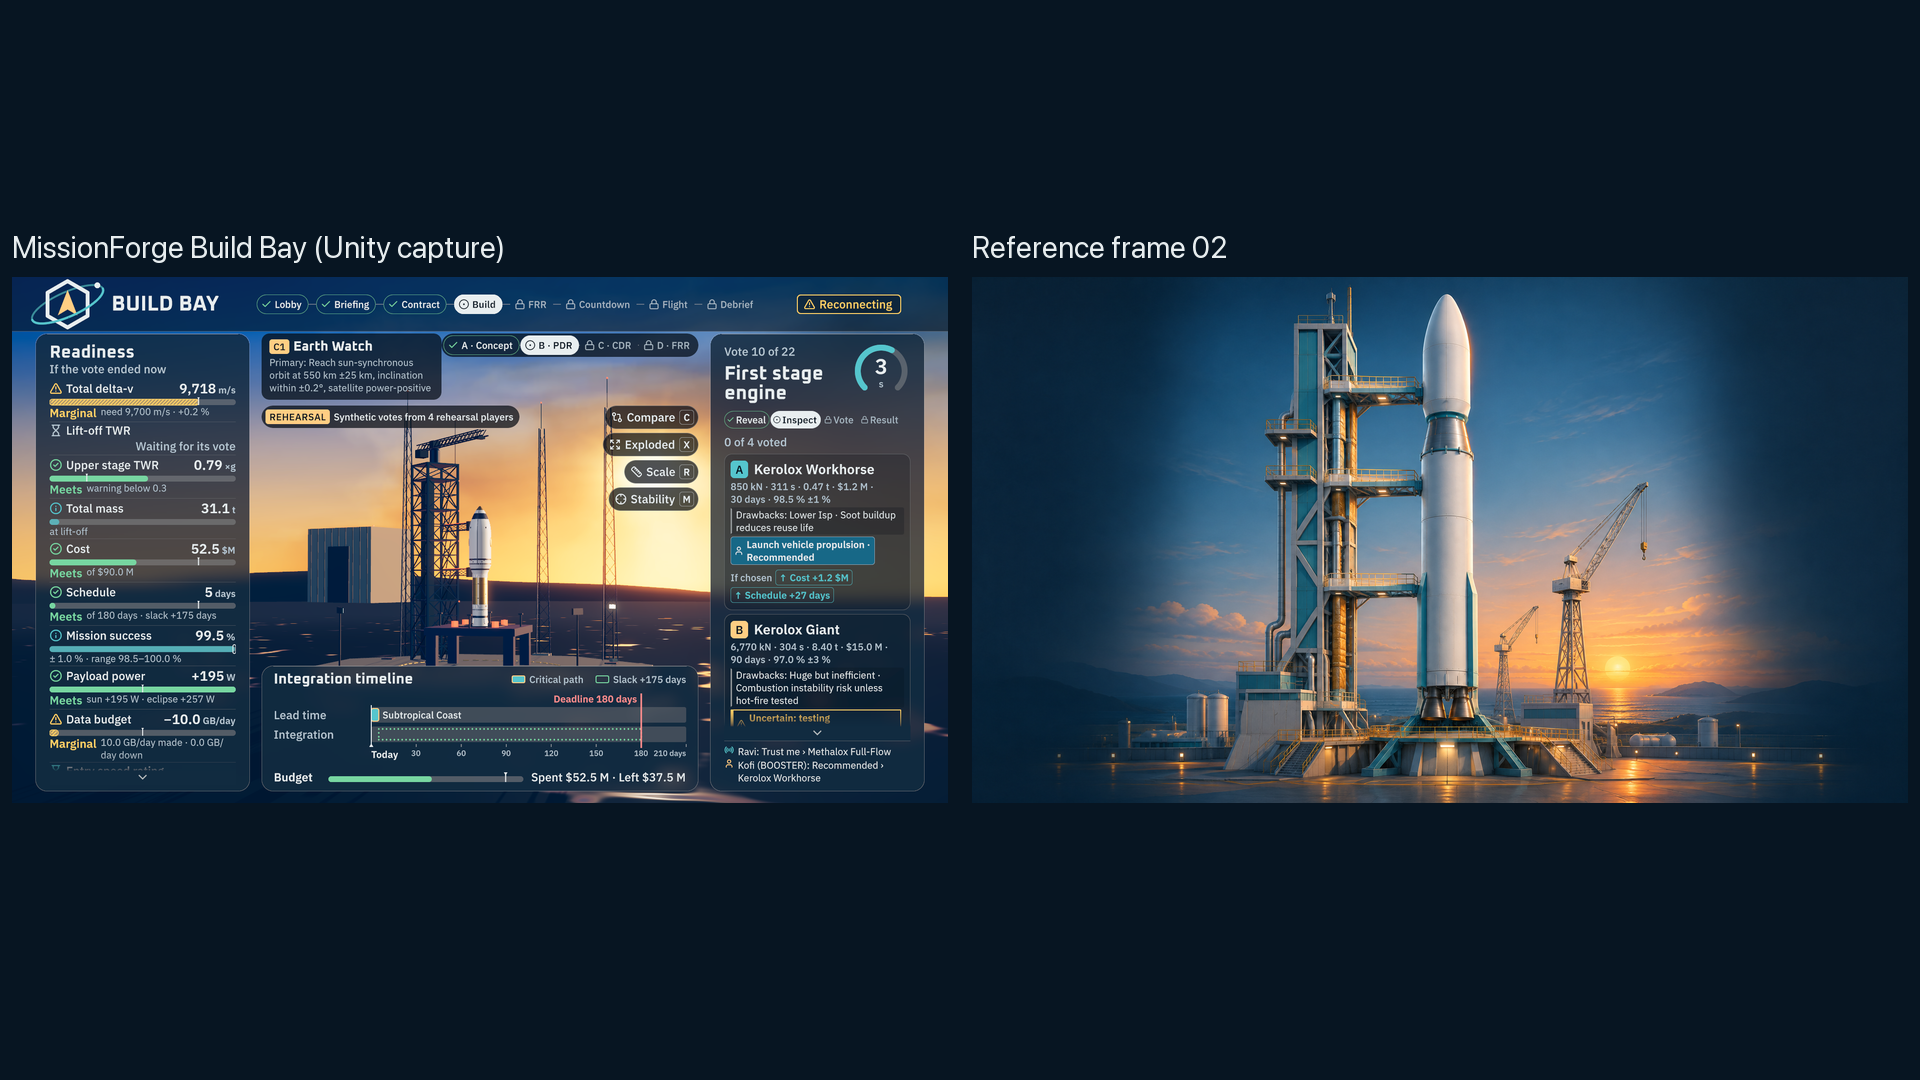 MissionForge Build Bay (Unity capture)
Reference frame 02
BUILD BAY
Lobby
Briefing
Contract
Build
FRR
Countdown
Flight
Debrief
Reconnecting
Readiness
If the vote ended now
Total delta-v 9,718 m/s
Marginal need 9,700 m/s · +0.2 %
Lift-off TWR
Waiting for its vote
Upper stage TWR 0.79 ×g
Meets warning below 0.3
Total mass 31.1 t
at lift-off
Cost 52.5 $M
Meets of $90.0 M
Schedule 5 days
Meets of 180 days · slack +175 days
Mission success 99.5 %
± 1.0 % · range 98.5–100.0 %
Payload power +195 W
Meets sun +195 W · eclipse +257 W
Data budget −10.0 GB/day
Marginal 10.0 GB/day made · 0.0 GB/
day down
Entry speed rating
C1 Earth Watch
Primary: Reach sun-synchronous
orbit at 550 km ±25 km, inclination
within ±0.2°, satellite power-positive
A · Concept
B · PDR
C · CDR
D · FRR
REHEARSAL Synthetic votes from 4 rehearsal players
Compare C
Exploded X
Scale R
Stability M
Integration timeline
Critical path
Slack +175 days
Deadline 180 days
Lead time
Subtropical Coast
Integration
Today 30 60 90 120 150 180 210 days
Budget
Spent $52.5 M · Left $37.5 M
Vote 10 of 22
First stage
engine
3
s
Reveal
Inspect
Vote
Result
0 of 4 voted
A Kerolox Workhorse
850 kN · 311 s · 0.47 t · $1.2 M ·
30 days · 98.5 % ±1 %
Drawbacks: Lower Isp · Soot buildup
reduces reuse life
Launch vehicle propulsion ·
Recommended
If chosen ↑ Cost +1.2 $M
↑ Schedule +27 days
B Kerolox Giant
6,770 kN · 304 s · 8.40 t · $15.0 M ·
90 days · 97.0 % ±3 %
Drawbacks: Huge but inefficient ·
Combustion instability risk unless
hot-fire tested
Uncertain: testing
Ravi: Trust me › Methalox Full-Flow
Kofi (BOOSTER): Recommended ›
Kerolox Workhorse